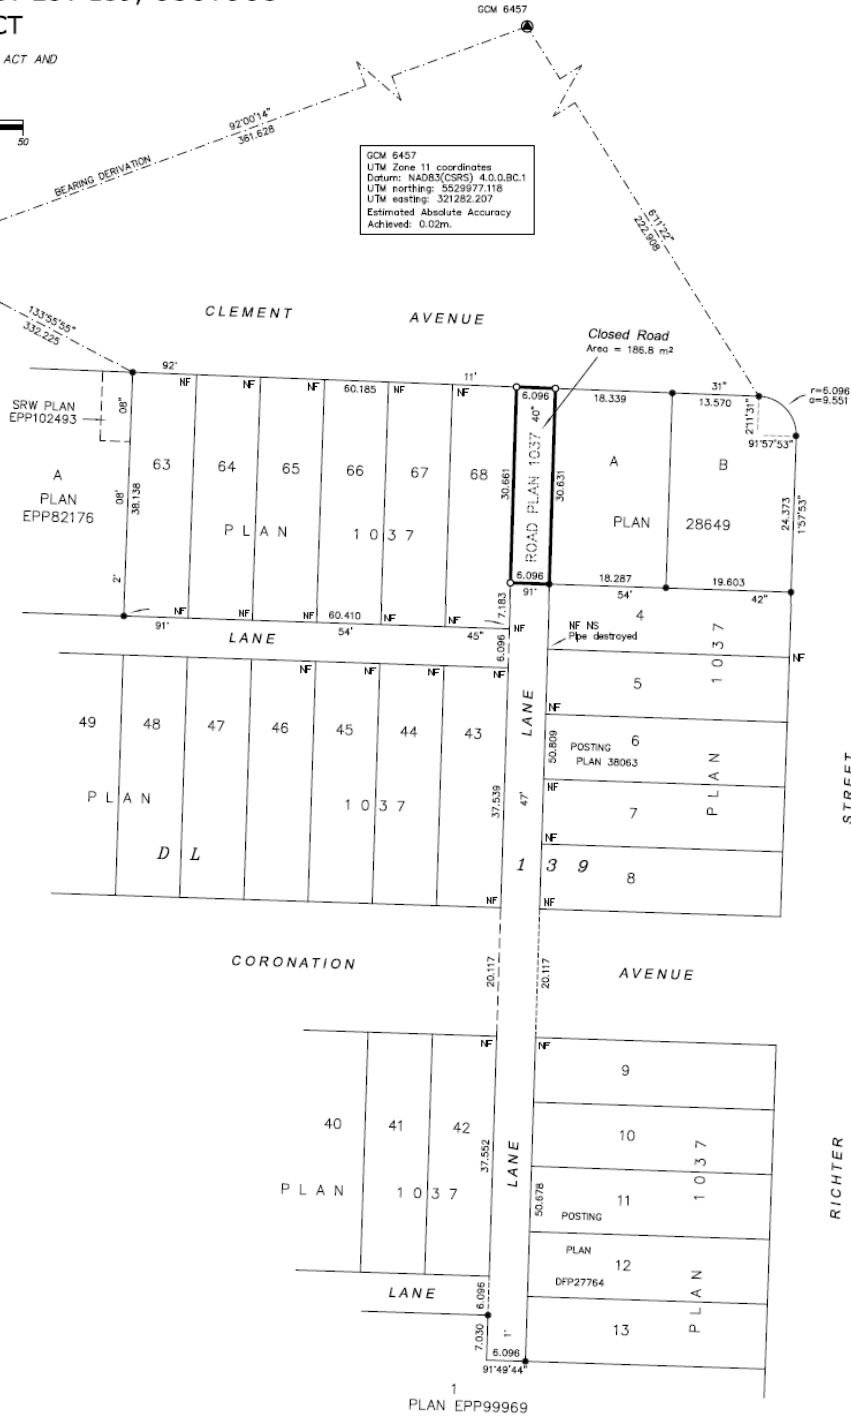 CT
ACT AND
50
GCM 6457
92°00'14"
361.628
BEARING DERIVATION
GCM 6457
UTM Zone 11 coordinates
Datum: NAD83(CSRS) 4.0.0.BC.1
UTM northing: 5529977.118
UTM easting: 321282.207
Estimated Absolute Accuracy
Achieved: 0.02m.
6°11'22"
222.908
133°55'55"
332.225
CLEMENT AVENUE
Closed Road
Area = 186.8 m²
92'
11'
31"
r=6.096
a=9.551
NF NF NF NF NF
60.185
6.096
18.339
13.570
2°11'31"
91°57'53"
SRW PLAN
EPP102493
08"
40"
A
PLAN
EPP82176
63 64 65 66 67 68
38.138
08'
2'
30.661
ROAD PLAN 1037
30.631
A
B
PLAN 28649
24.373
1°57'53"
PLAN 1037
6.096
18.287
19.603
NF NF NF NF
60.410
91'
54'
45"
7.183
91'
54'
42"
LANE
6.096
NF
NF NS
Pipe destroyed
4
1037
NF
NF NF NF NF
49 48 47 46 45 44 43
LANE
5
NF
50.809
POSTING
PLAN 38063
6
PLAN
STREET
PLAN 1037
37.539
47'
NF
7
NF
DL 139
8
NF
NF
CORONATION AVENUE
20.117
20.117
NF
NF
9
40 41 42
37.552
LANE
10
1037
RICHTER
PLAN 1037
50.678
11
POSTING
PLAN
12
DFP27764
PLAN
LANE
6.096
13
7.030
1'
6.096
91°49'44"
1
PLAN EPP99969